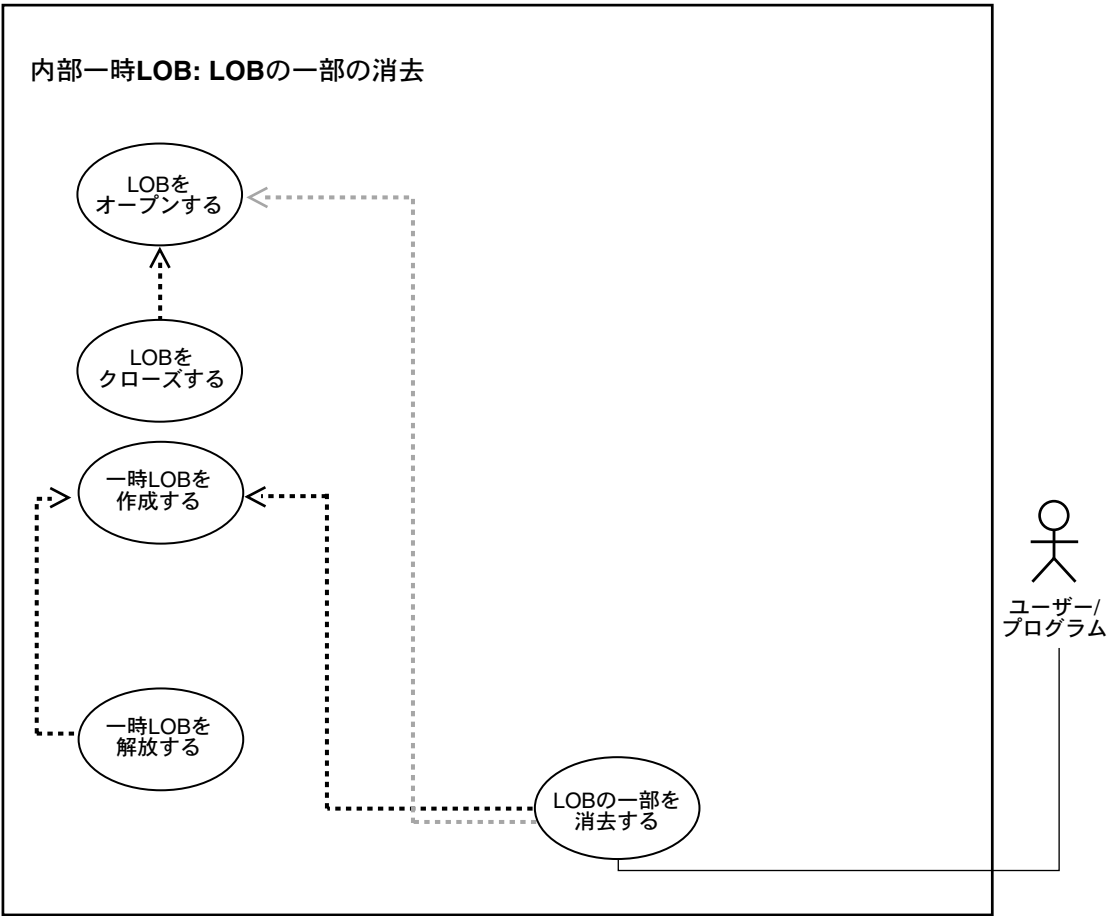 内部一時LOB: LOBの一部の消去
LOBを
オープンする
LOBを
クローズする
一時LOBを
作成する
ユーザー/
プログラム
一時LOBを
解放する
LOBの一部を
消去する